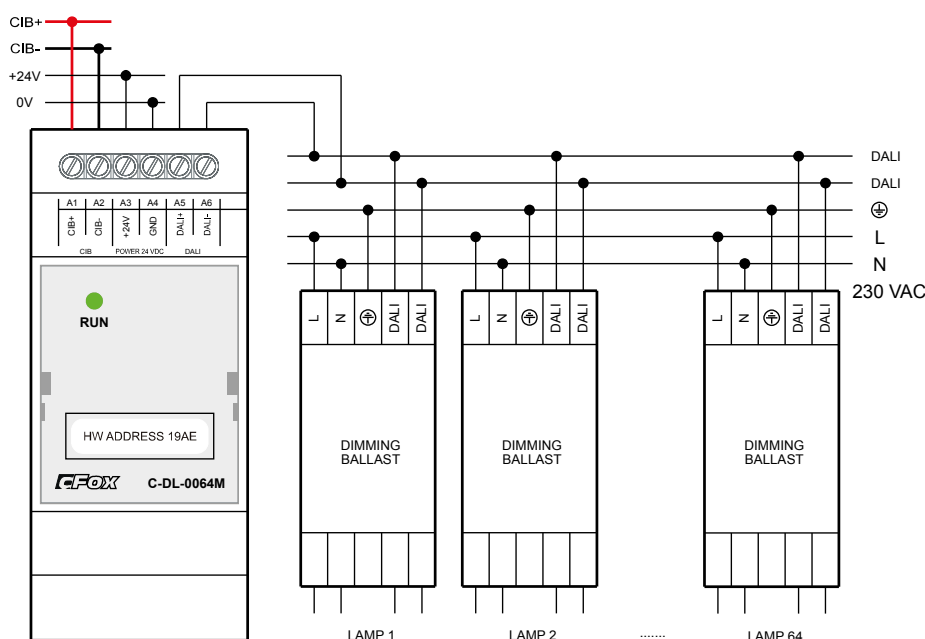 CIB+
CIB-
+24V
0V
A1 A2 A3 A4 A5 A6
CIB+ CIB- +24V GND DALI+ DALI-
CIB POWER 24 VDC DALI
RUN
HW ADDRESS 19AE
CFOX C-DL-0064M
DALI
DALI
L
N
230 VAC
L N DALI DALI
DIMMING
BALLAST
LAMP 1
L N DALI DALI
DIMMING
BALLAST
LAMP 2
.......
L N DALI DALI
DIMMING
BALLAST
LAMP 64